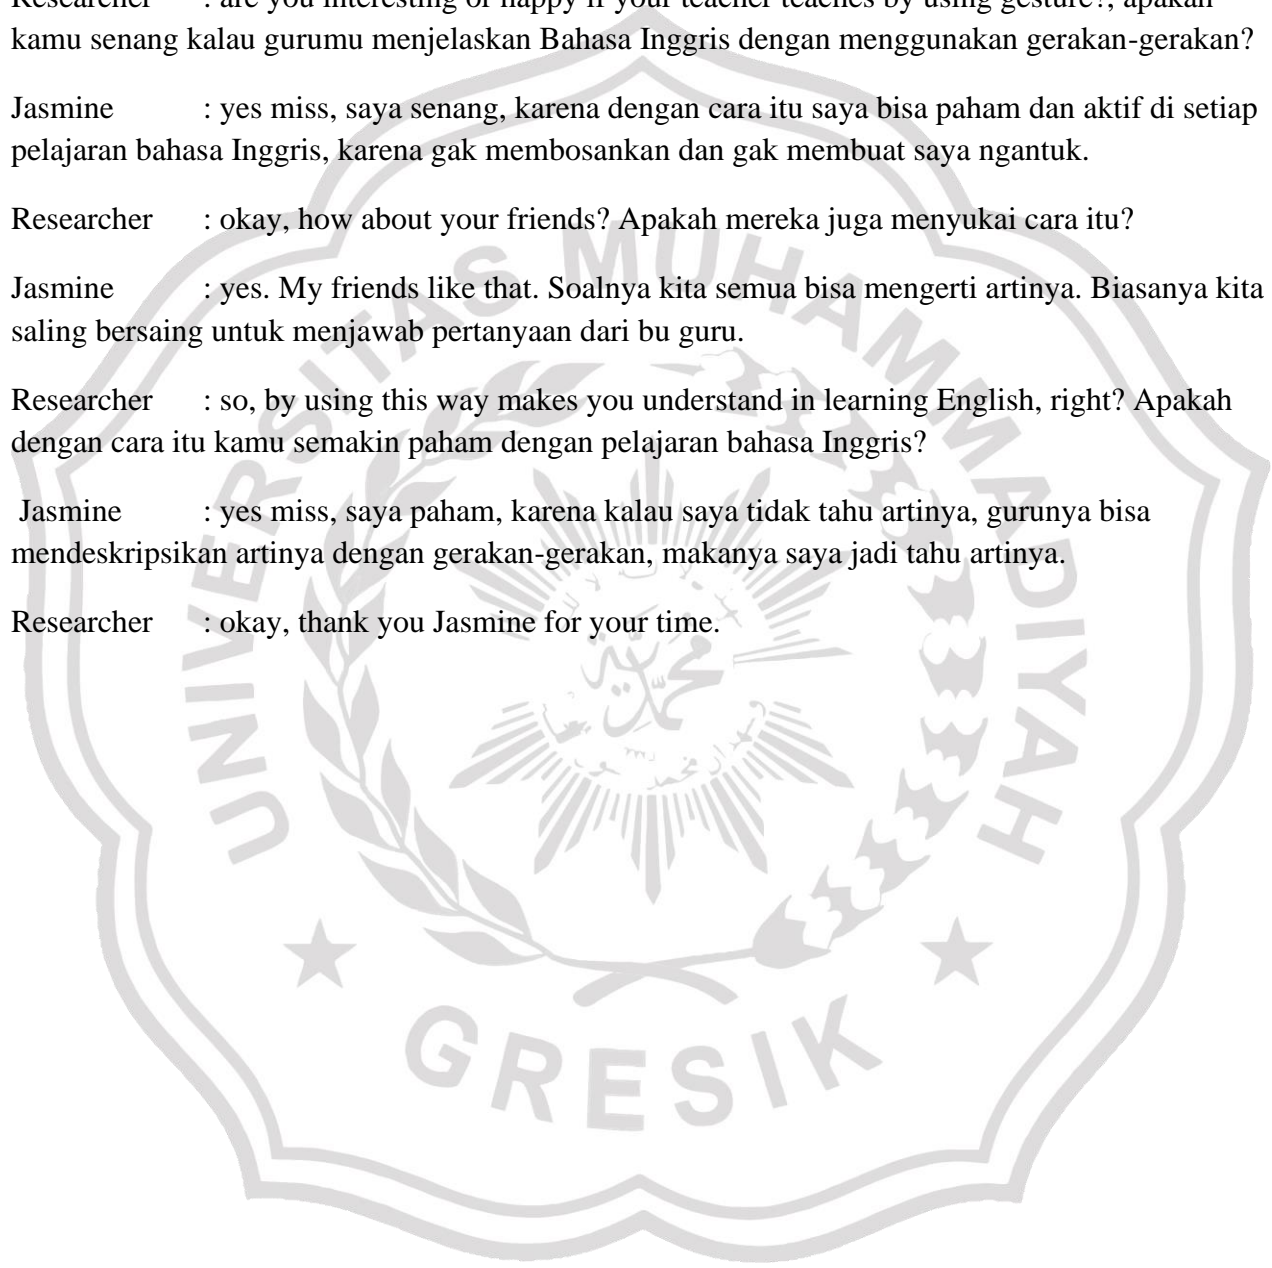 Researcher : are you interesting or happy if your teacher teaches by using gesture?, apakah
kamu senang kalau gurumu menjelaskan Bahasa Inggris dengan menggunakan gerakan-gerakan?
Jasmine : yes miss, saya senang, karena dengan cara itu saya bisa paham dan aktif di setiap
pelajaran bahasa Inggris, karena gak membosankan dan gak membuat saya ngantuk.
Researcher : okay, how about your friends? Apakah mereka juga menyukai cara itu?
Jasmine : yes. My friends like that. Soalnya kita semua bisa mengerti artinya. Biasanya kita
saling bersaing untuk menjawab pertanyaan dari bu guru.
Researcher : so, by using this way makes you understand in learning English, right? Apakah
dengan cara itu kamu semakin paham dengan pelajaran bahasa Inggris?
Jasmine : yes miss, saya paham, karena kalau saya tidak tahu artinya, gurunya bisa
mendeskripsikan artinya dengan gerakan-gerakan, makanya saya jadi tahu artinya.
Researcher : okay, thank you Jasmine for your time.
UNIVERSITAS MUHAMMADIYAH
GRESIK